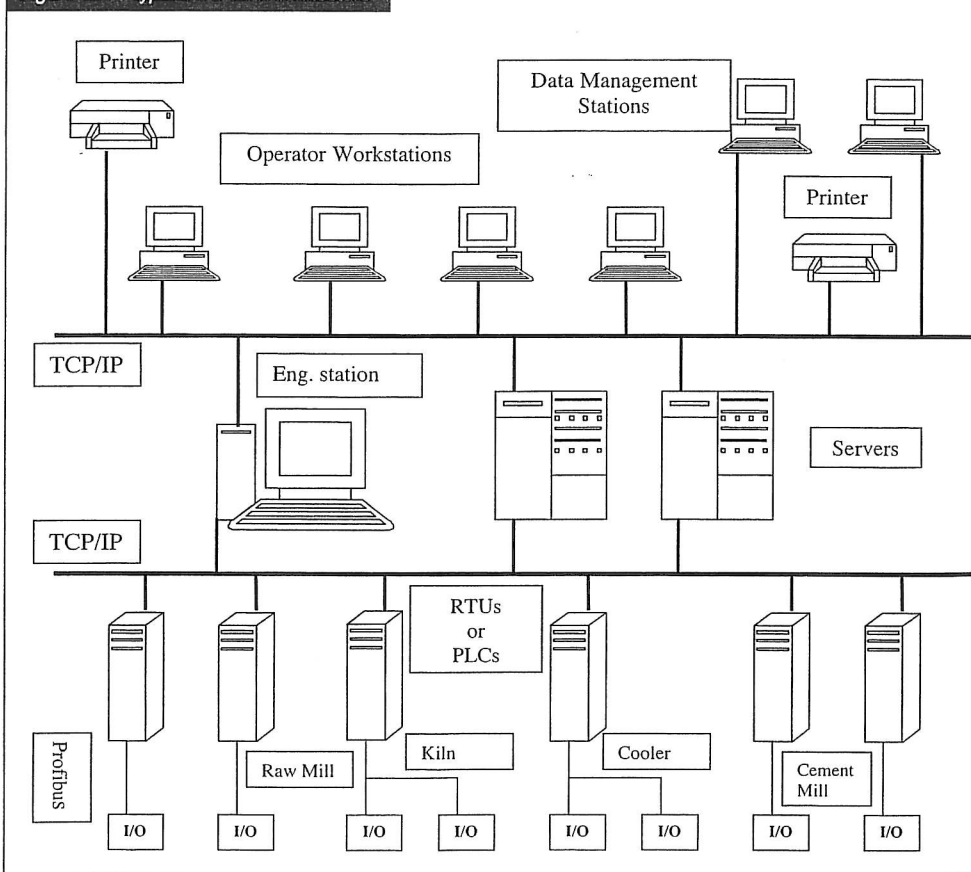 Printer
Data Management
Stations
Operator Workstations
Printer
TCP/IP
Eng. station
Servers
TCP/IP
RTUs
or
PLCs
Profibus
Raw Mill
Kiln
Cooler
Cement
Mill
I/O
I/O
I/O
I/O
I/O
I/O
I/O
I/O